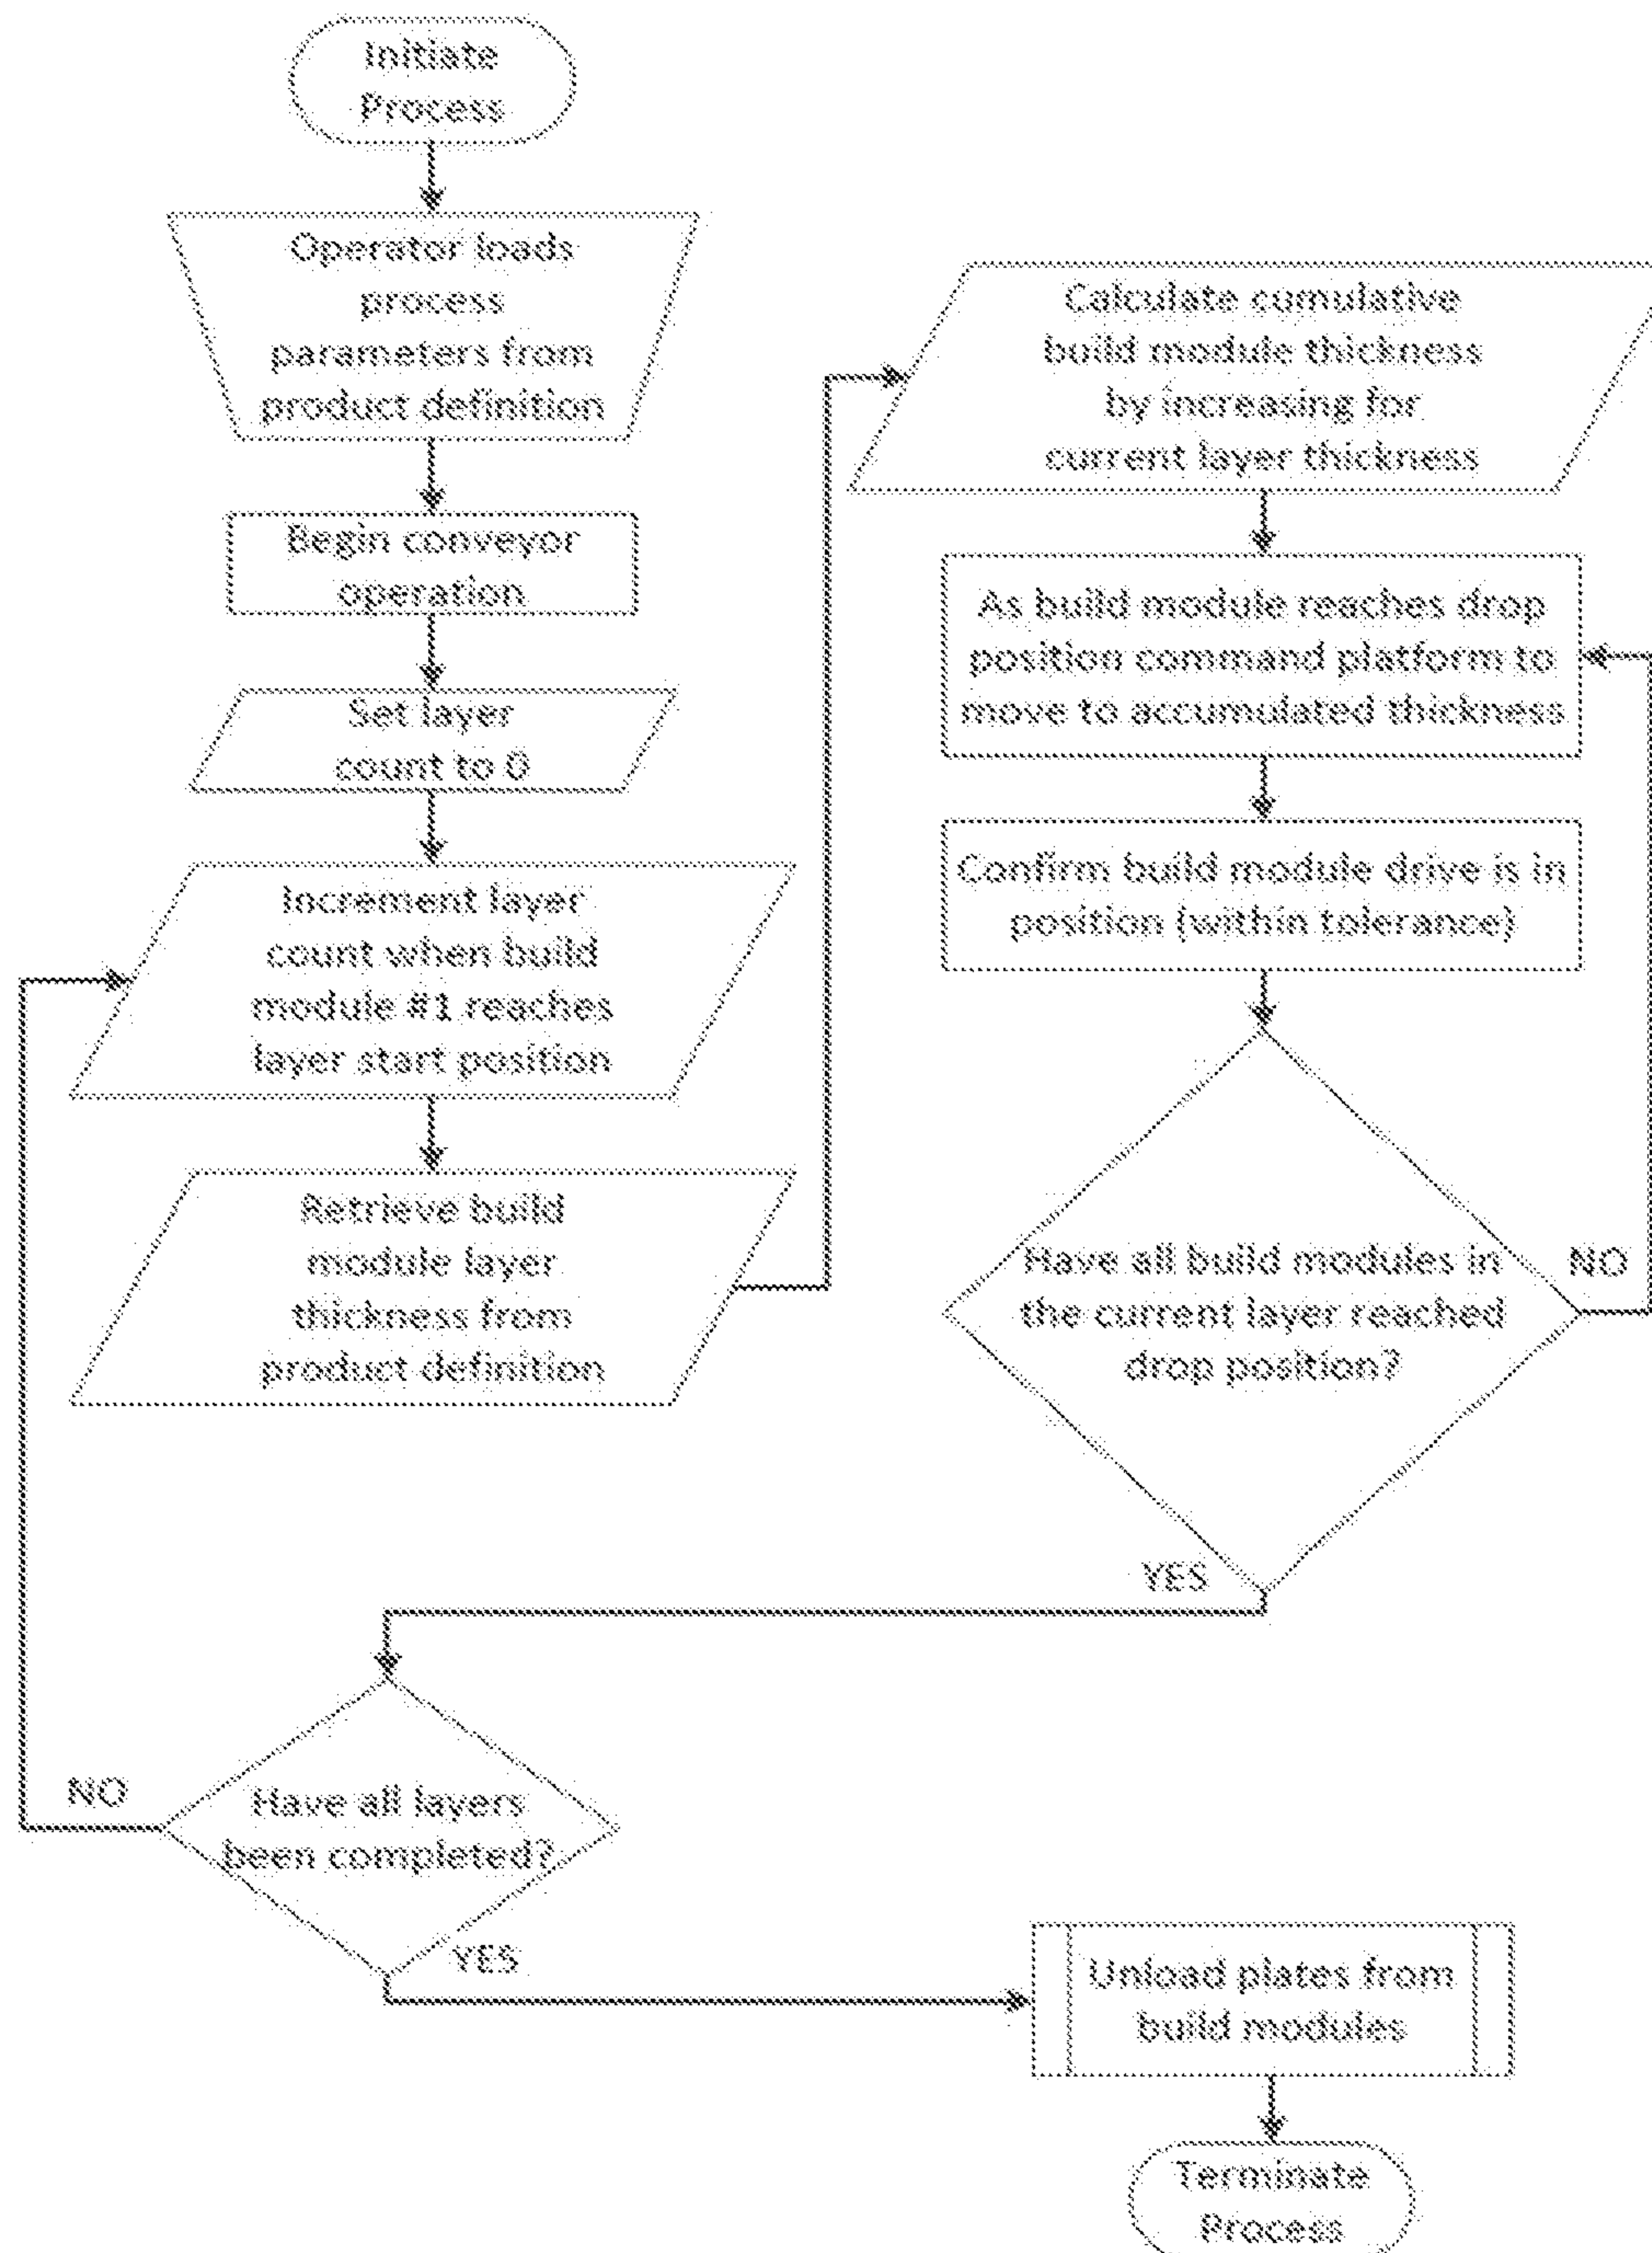 Initiate
Process
Operator loads
process
parameters from
product definition
Begin conveyor
operation
Set layer
count to 0
Increment layer
count when build
module #1 reaches
layer start position
Retrieve build
module layer
thickness from
product definition
Calculate cumulative
build module thickness
by increasing for
current layer thickness
As build module reaches drop
position command platform to
move to accumulated thickness
Confirm build module drive is in
position (within tolerance)
Have all build modules in
the current layer reached
drop position?
NO
YES
Have all layers
been completed?
NO
YES
Unload plates from
build modules
Terminate
Process